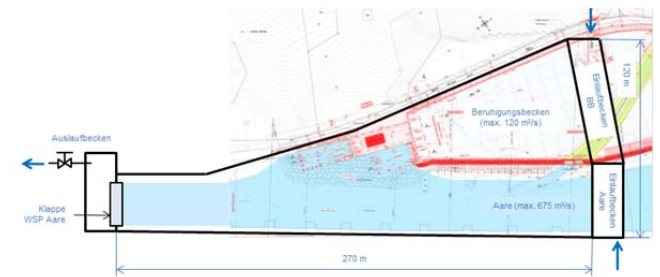 Auslaufbecken
Klappe
WSP Aare
Beruhigungsbecken
(max. 120 m³/s)
Einlaufbecken
BB
120 m
Aare (max. 675 m³/s)
Einlaufbecken
Aare
270 m